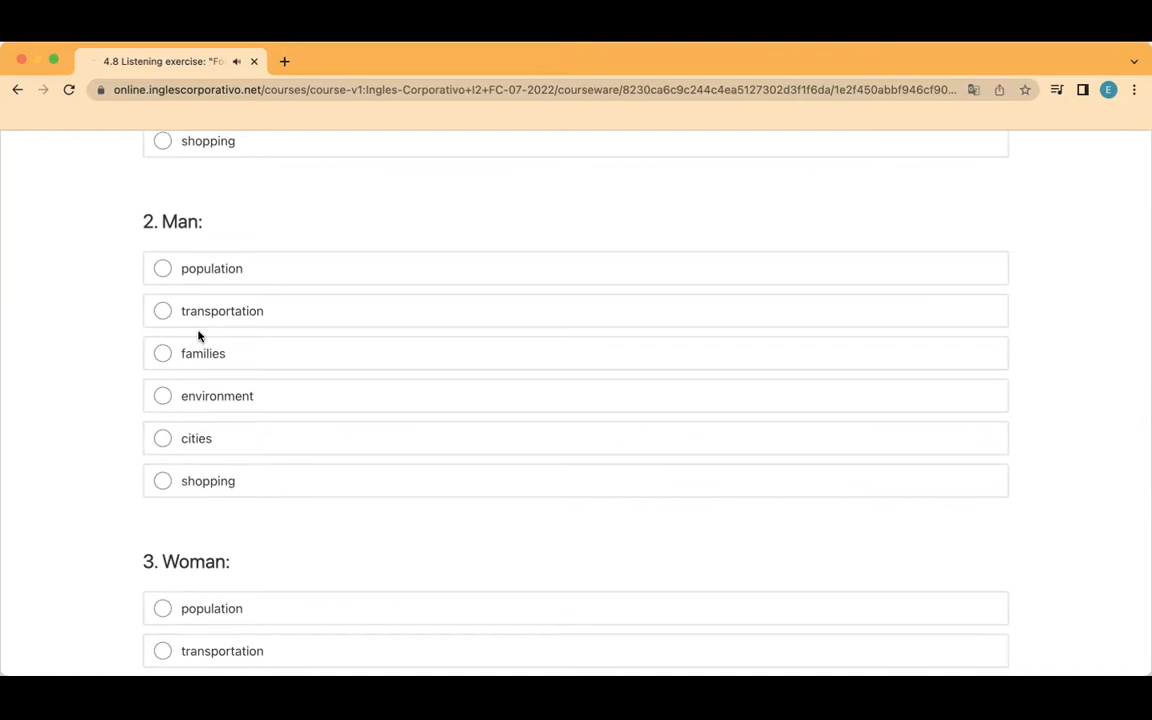 4.8 Listening exercise: "Fo
online.inglescorporativo.net/courses/course-v1:Ingles-Corporativo+I2+FC-07-2022/courseware/8230ca6c9c244c4ea5127302d3f1f6da/1e2f450abbf946cf90...
E
shopping
2. Man:
population
transportation
families
environment
cities
shopping
3. Woman:
population
transportation